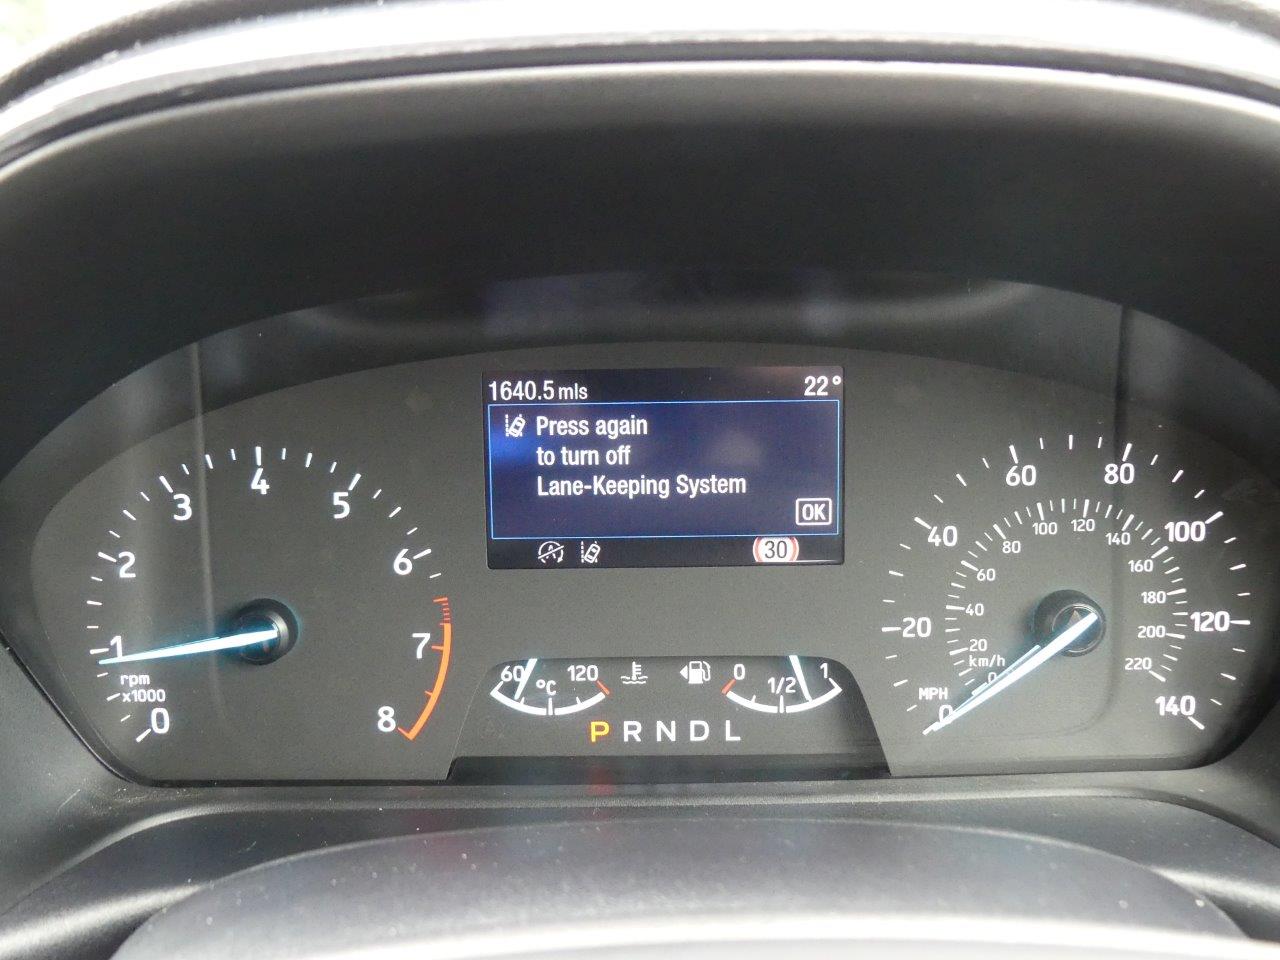 1640.5 mls 22°
Press again
to turn off
Lane-Keeping System
OK
30
0 1 2 3 4 5 6 7 8
rpm
x1000
60 °C 120
0 1/2 1
P R N D L
0 20 40 60 80 100 120 140
MPH
km/h
0 20 40 60 80 100 120 140 160 180 200 220